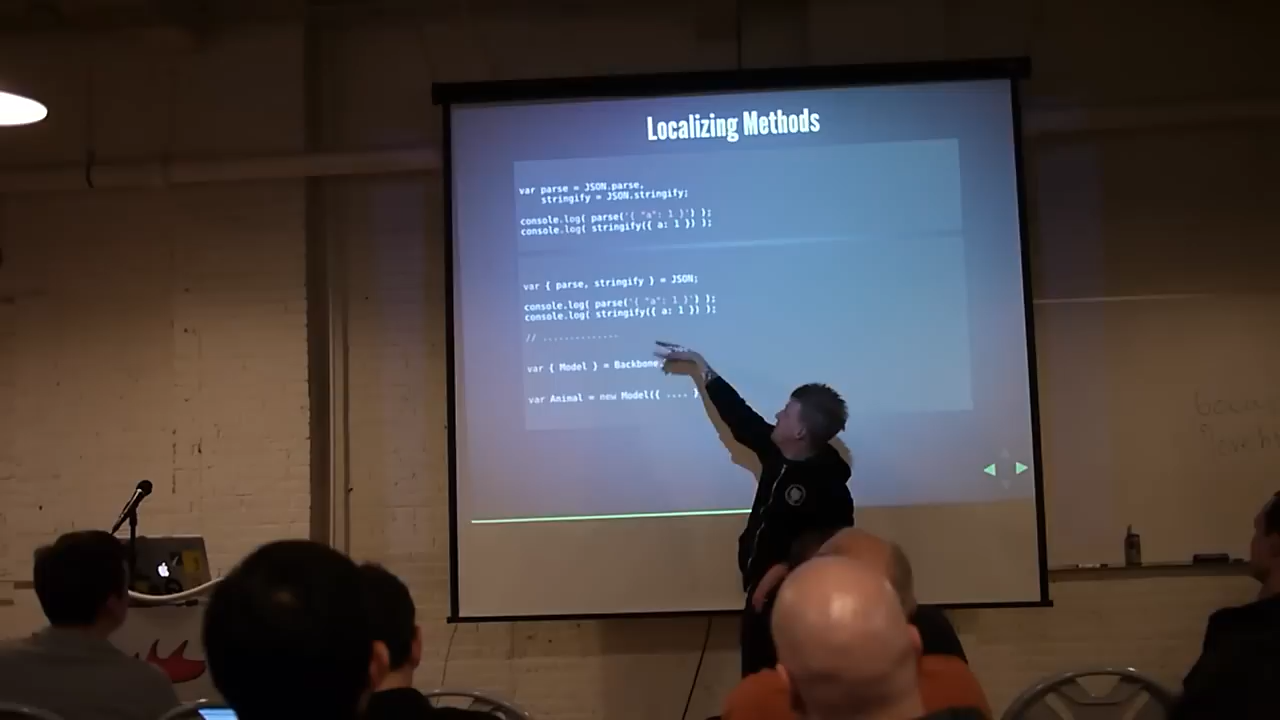 Localizing Methods
var parse = JSON.parse,
stringify = JSON.stringify;
console.log( parse('{ "a": 1 }') );
console.log( stringify({ a: 1 }) );
var { parse, stringify } = JSON;
console.log( parse('{ "a": 1 }') );
console.log( stringify({ a: 1 }) );
// ..............
var { Model } = Backbone
var Animal = new Model({ .... }